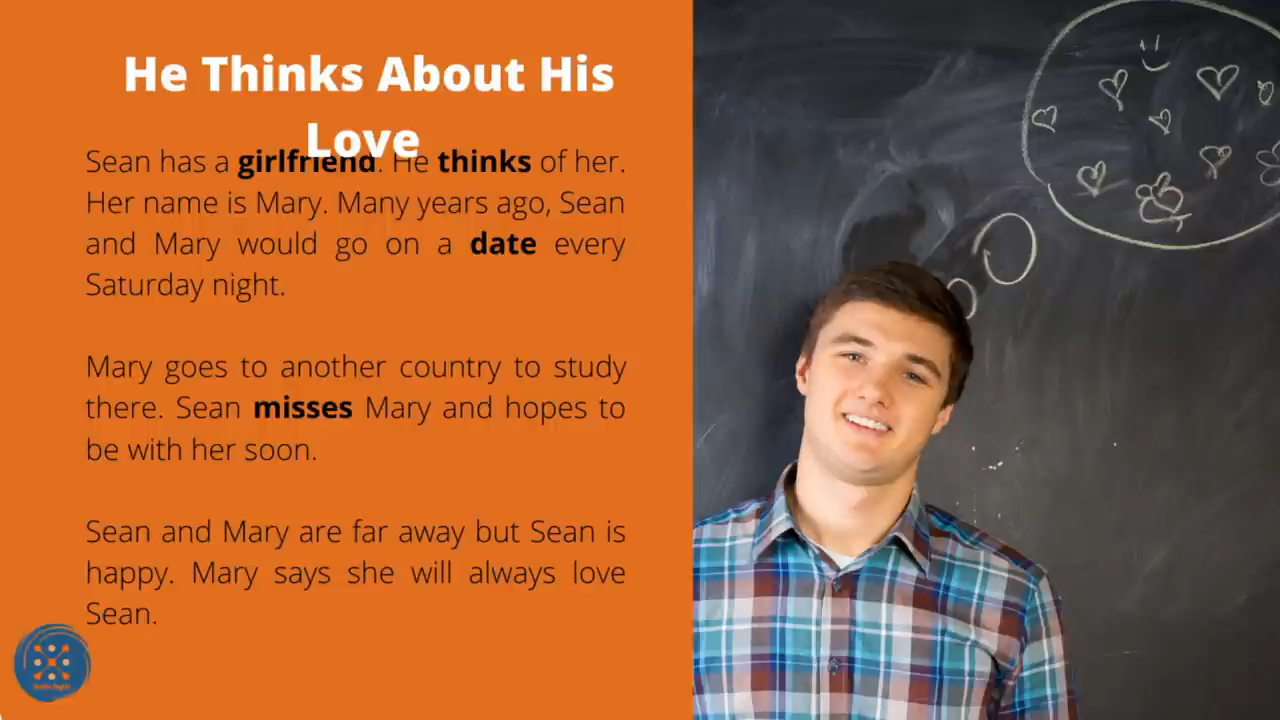 He Thinks About His
Love
Sean has a girlfriend. He thinks of her.
Her name is Mary. Many years ago, Sean
and Mary would go on a date every
Saturday night.
Mary goes to another country to study
there. Sean misses Mary and hopes to
be with her soon.
Sean and Mary are far away but Sean is
happy. Mary says she will always love
Sean.